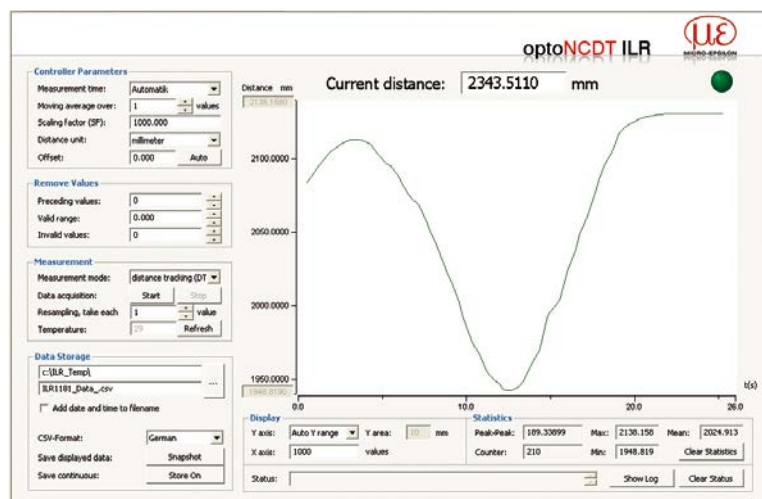 optoNCDT ILR
με
MICRO-EPSILON
Controller Parameters
Measurement time: Automatik
Moving average over: 1 values
Scaling factor (SF): 1000.000
Distance unit: millimeter
Offset: 0.000 Auto
Remove Values
Preceding values: 0
Valid range: 0.000
Invalid values: 0
Measurement
Measurement mode: distance tracking (DT
Data acquisition: Start Stop
Resampling, take each 1 value
Temperature: 29 Refresh
Data Storage
c:\ILR_Temp\
ILR1181_Data_.csv ...
Add date and time to filename
CSV-Format: German
Save displayed data: Snapshot
Save continuous: Store On
Distance mm
Current distance: 2343.5110 mm
2138.1580
2100.0000
2050.0000
2000.0000
1950.0000
1948.8190
0.0 10.0 20.0 26.0
t(s)
Display
Y axis: Auto Y range Y area: 10 mm
X axis: 1000 values
Statistics
Peak-Peak: 189.33899 Max: 2138.158 Mean: 2024.913
Counter: 210 Min: 1948.819 Clear Statistics
Status: Show Log Clear Status